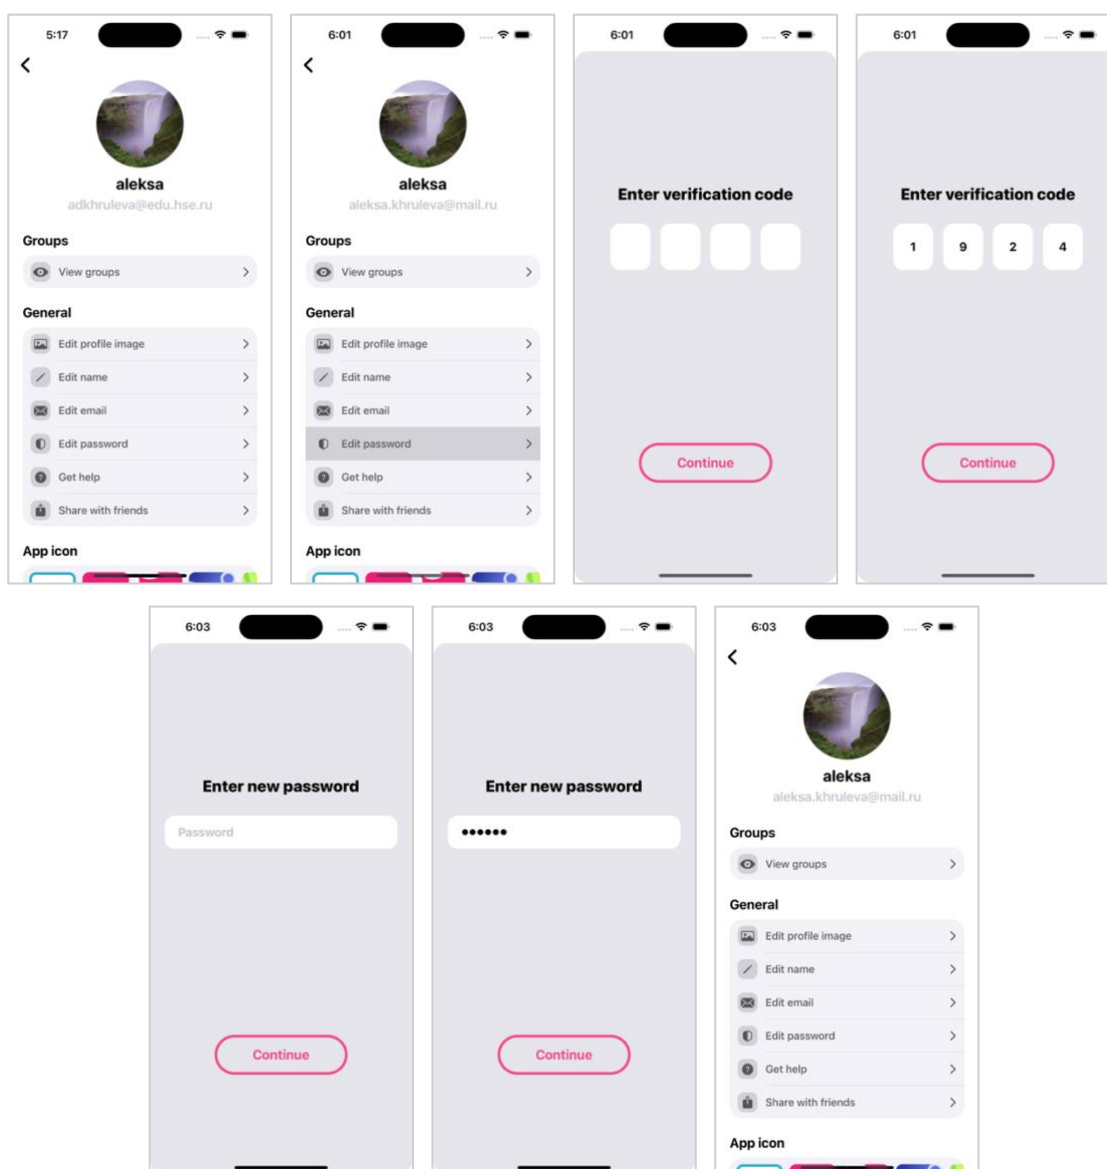 5:17
aleksa
adkhruleva@edu.hse.ru
Groups
View groups
General
Edit profile image
Edit name
Edit email
Edit password
Get help
Share with friends
App icon
6:01
aleksa
aleksa.khruleva@mail.ru
Groups
View groups
General
Edit profile image
Edit name
Edit email
Edit password
Get help
Share with friends
App icon
6:01
Enter verification code
Continue
6:01
Enter verification code
1 9 2 4
Continue
6:03
Enter new password
Password
Continue
6:03
Enter new password
••••••
Continue
6:03
aleksa
aleksa.khruleva@mail.ru
Groups
View groups
General
Edit profile image
Edit name
Edit email
Edit password
Get help
Share with friends
App icon